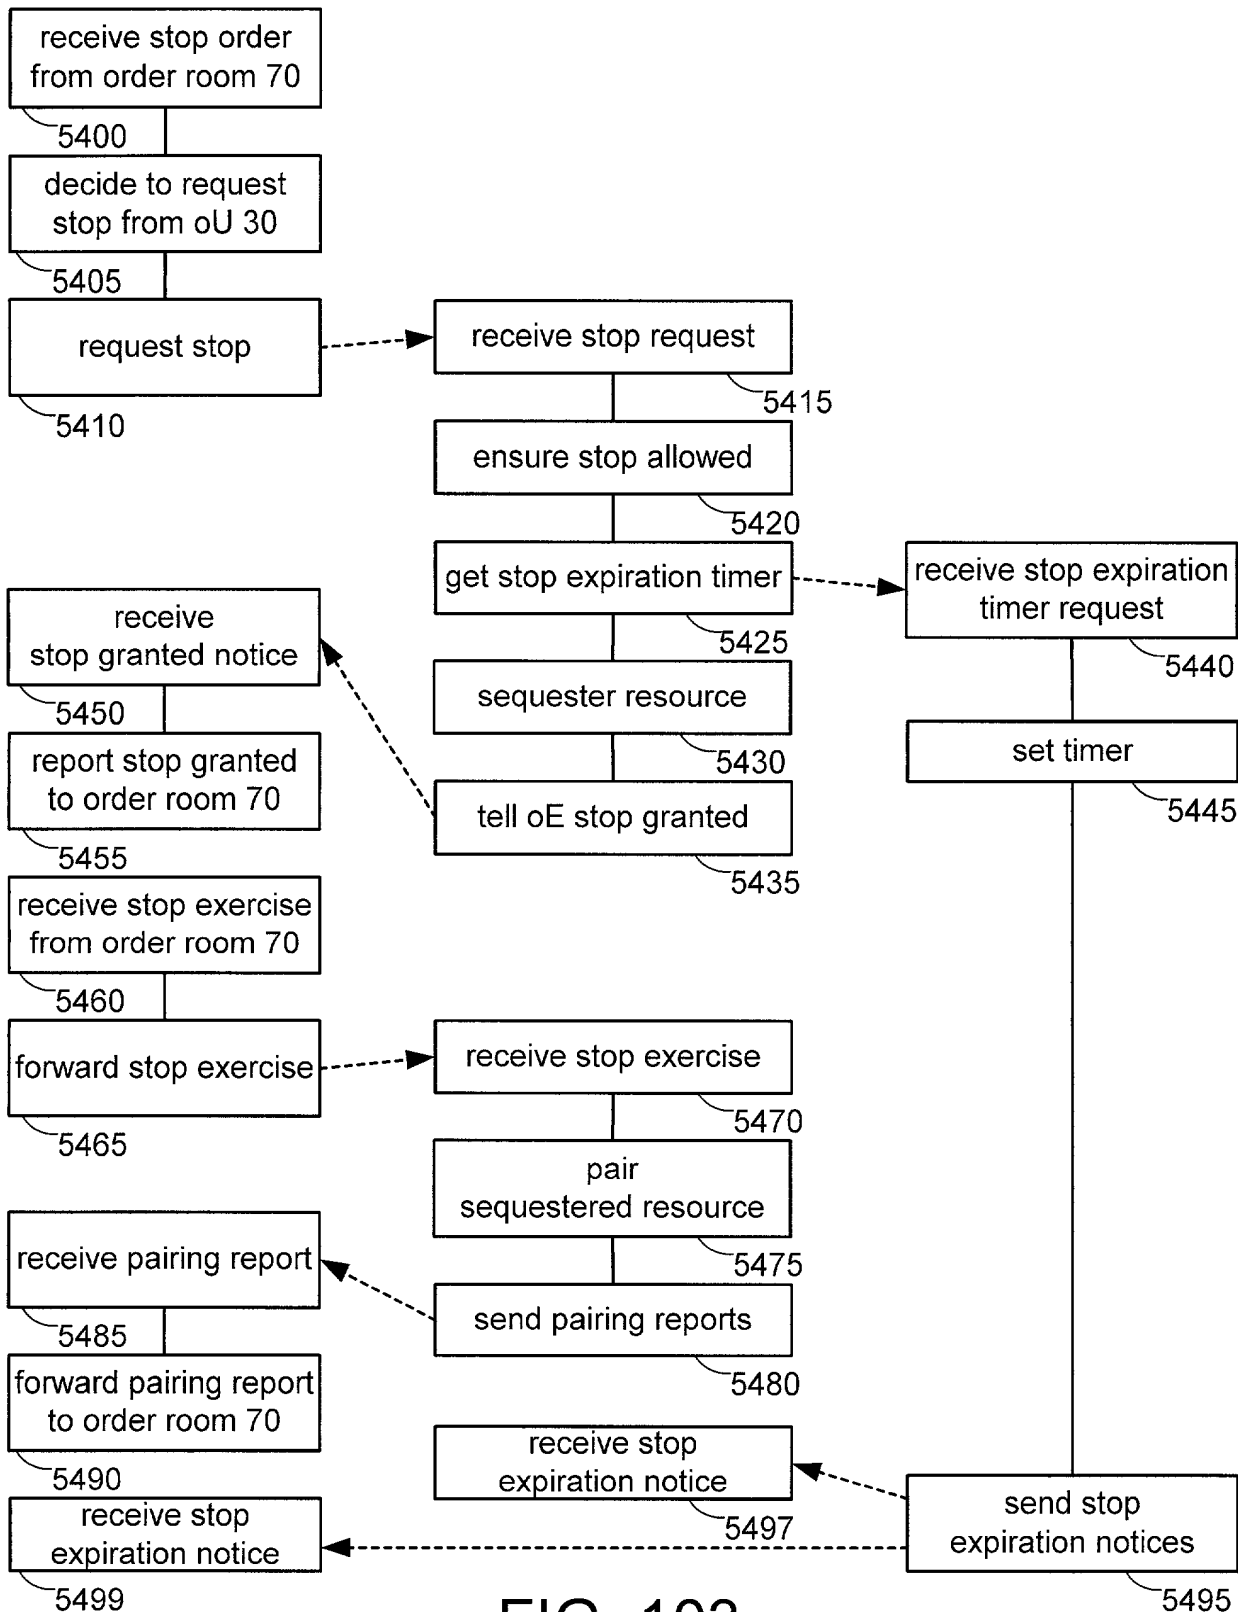 receive stop order
from order room 70
5400
decide to request
stop from oU 30
5405
request stop
5410
receive stop request
5415
ensure stop allowed
5420
get stop expiration timer
5425
receive stop expiration
timer request
5440
receive
stop granted notice
5450
sequester resource
5430
set timer
5445
report stop granted
to order room 70
5455
tell oE stop granted
5435
receive stop exercise
from order room 70
5460
forward stop exercise
5465
receive stop exercise
5470
pair
sequestered resource
5475
receive pairing report
5485
send pairing reports
5480
forward pairing report
to order room 70
5490
receive stop
expiration notice
5497
send stop
expiration notices
5495
receive stop
expiration notice
5499